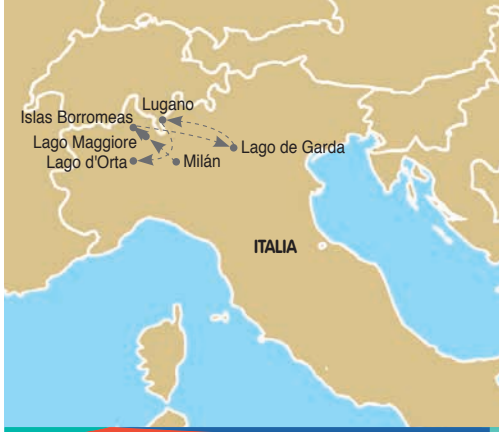 Lugano
Islas Borromeas
Lago Maggiore
Lago de Garda
Lago d'Orta
Milán
ITALIA